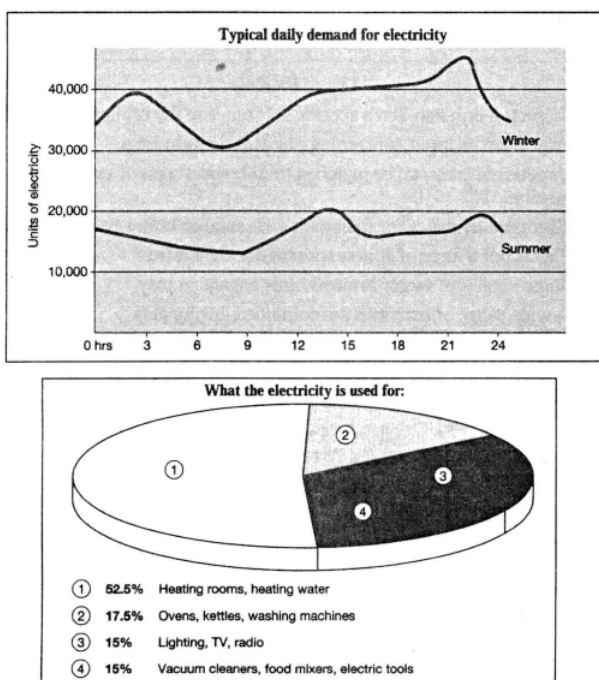 Typical daily demand for electricity
Units of electricity
40,000
30,000
20,000
10,000
Winter
Summer
0 hrs 3 6 9 12 15 18 21 24
What the electricity is used for:
1
2
3
4
1 52.5% Heating rooms, heating water
2 17.5% Ovens, kettles, washing machines
3 15% Lighting, TV, radio
4 15% Vacuum cleaners, food mixers, electric tools